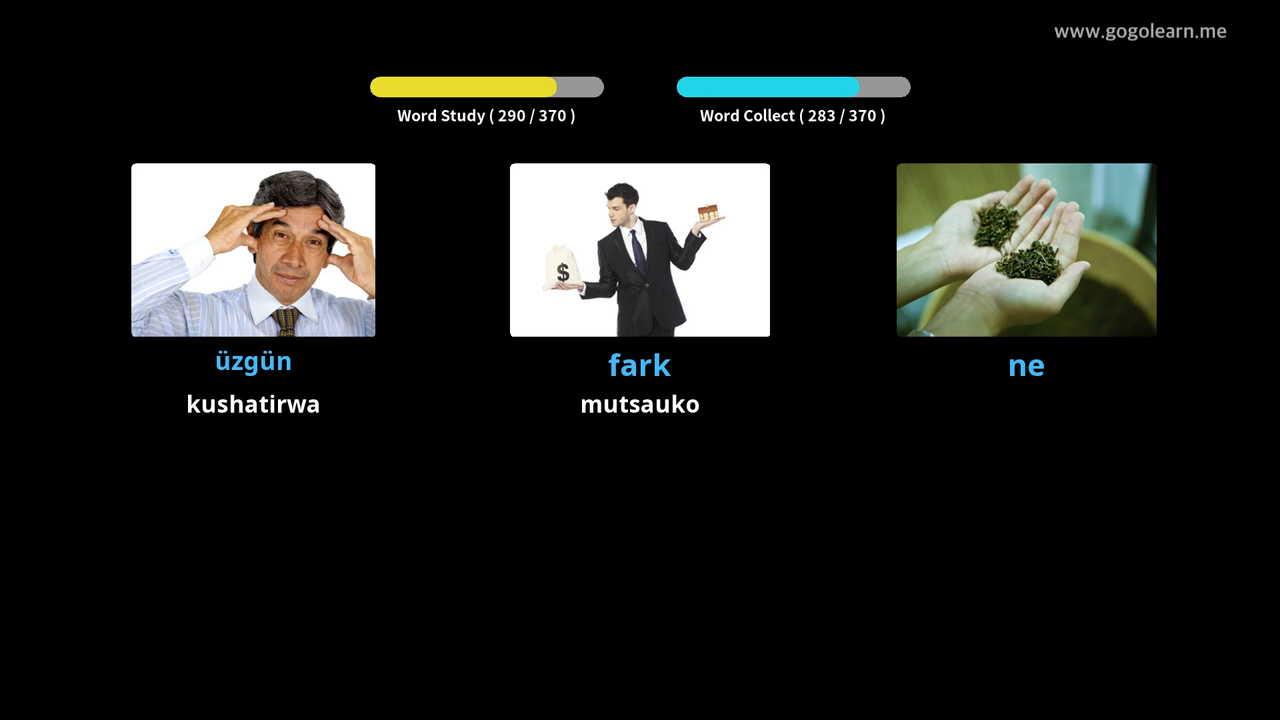 www.gogolearn.me
Word Study ( 290 / 370 )
Word Collect ( 283 / 370 )
üzgün
fark
ne
kushatirwa
mutsauko
$